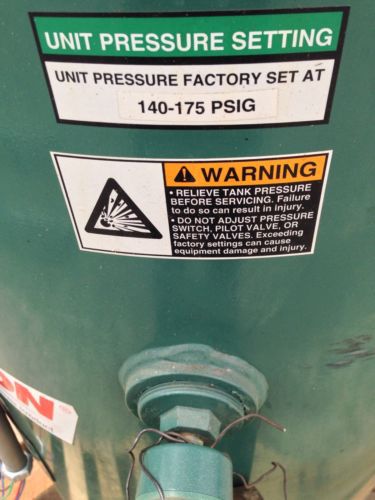 UNIT PRESSURE SETTING
UNIT PRESSURE FACTORY SET AT
140-175 PSIG
WARNING
• RELIEVE TANK PRESSURE
BEFORE SERVICING. Failure
to do so can result in injury.
• DO NOT ADJUST PRESSURE
SWITCH, PILOT VALVE, OR
SAFETY VALVES. Exceeding
factory settings can cause
equipment damage and injury.
ON®